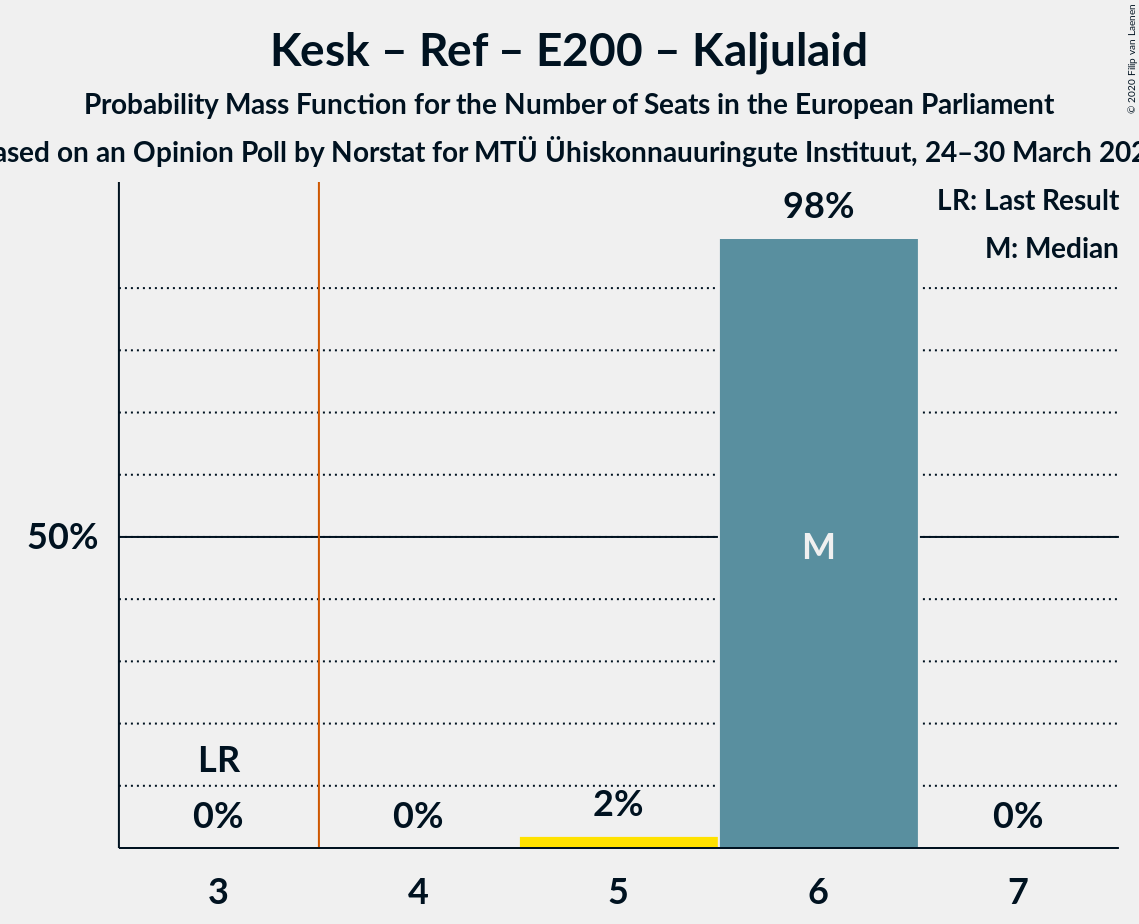 Kesk – Ref – E200 – Kaljulaid
Probability Mass Function for the Number of Seats in the European Parliament
on an Opinion Poll by Norstat for MTÜ Ühiskonnauuringute Instituut, 24–30 March
© 2020 Filip van Laenen
LR: Last Result
M: Median
98%
50%
M
LR
0%
0%
2%
0%
3
4
5
6
7